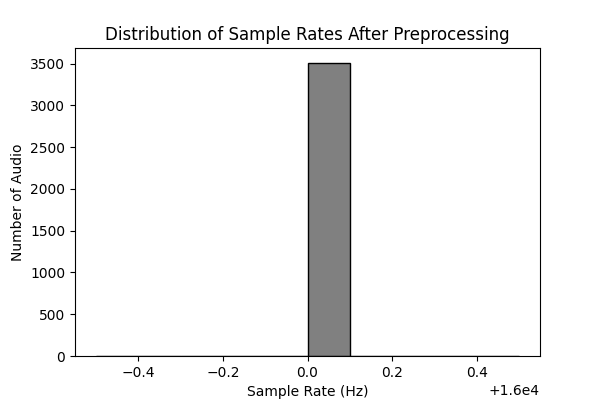 Distribution of Sample Rates After Preprocessing
3500
3000
2500
2000
1500
1000
500
0
Number of Audio
−0.4 −0.2 0.0 0.2 0.4
Sample Rate (Hz)
+1.6e4